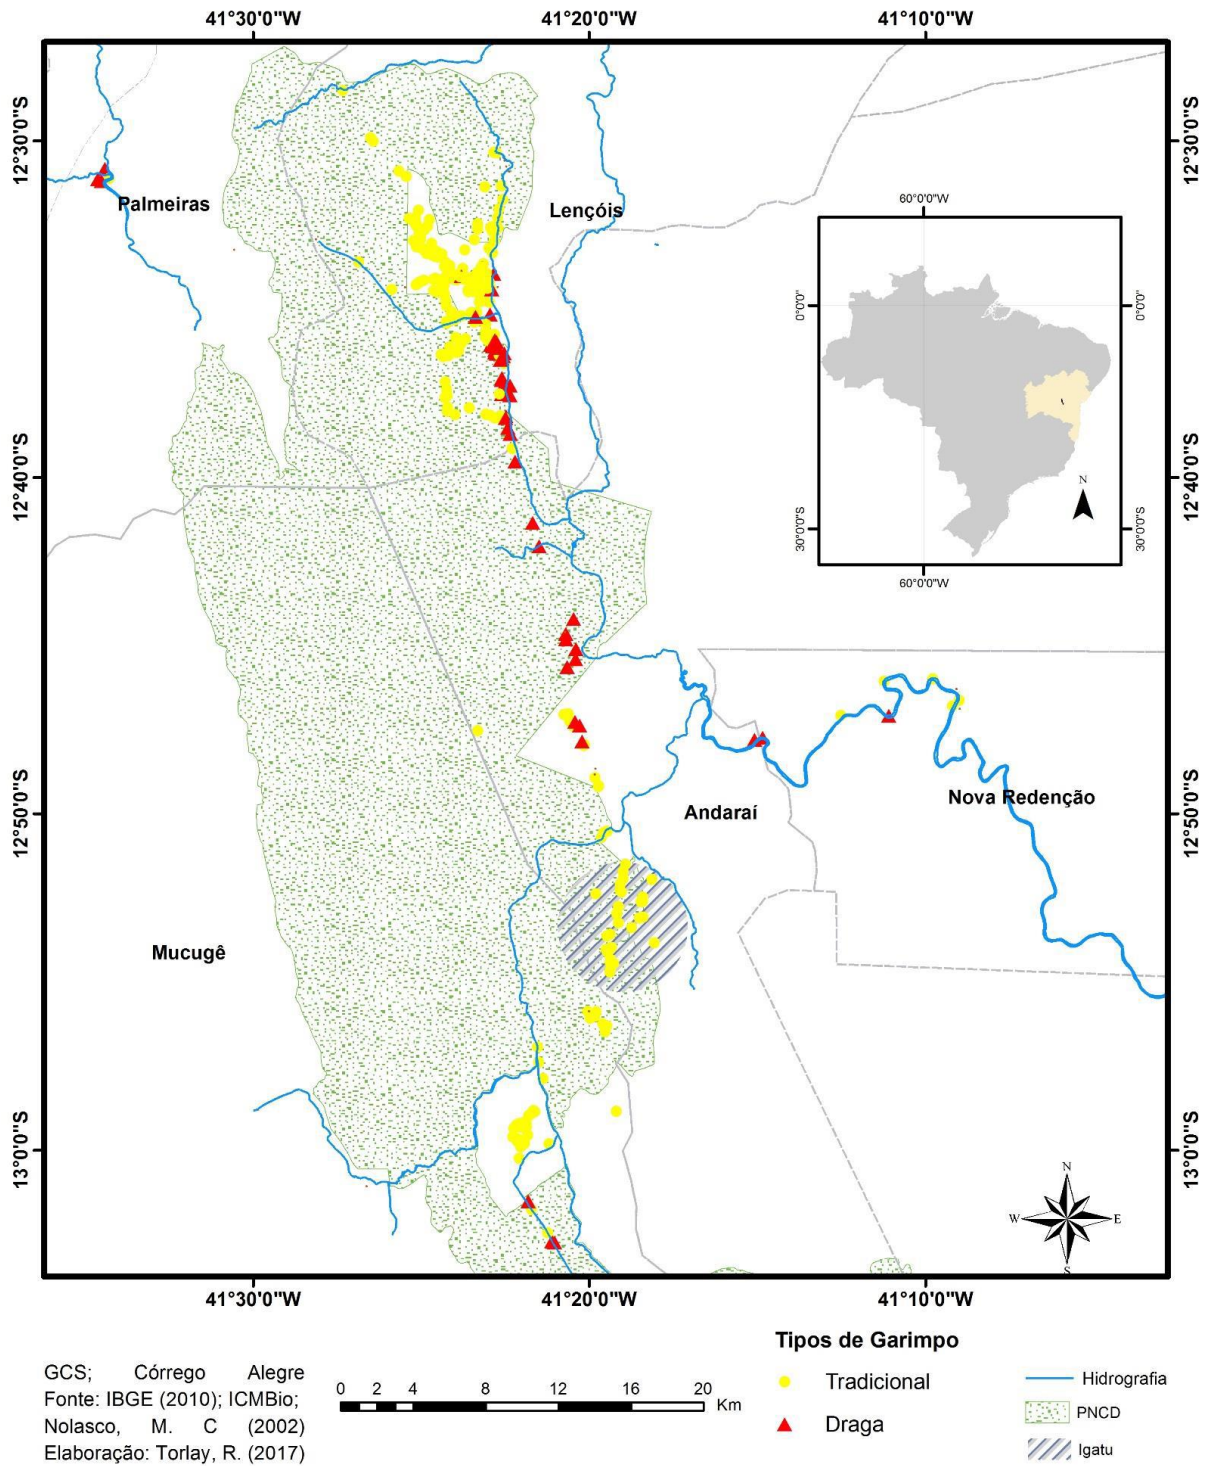 41°30'0"W 41°20'0"W 41°10'0"W
12°30'0"S 12°30'0"S
Palmeiras
Lençóis
60°0'0"W
0°0'0" 0°0'0"
N
30°0'0"S 30°0'0"S
60°0'0"W
12°40'0"S 12°40'0"S
Nova Redenção
Andaraí
12°50'0"S 12°50'0"S
Mucugê
13°0'0"S 13°0'0"S
N
W E
S
41°30'0"W 41°20'0"W 41°10'0"W
Tipos de Garimpo
Tradicional
Draga
Hidrografia
PNCD
Igatu
0 2 4 8 12 16 20
Km
GCS; Córrego Alegre
Fonte: IBGE (2010); ICMBio;
Nolasco, M. C (2002)
Elaboração: Torlay, R. (2017)